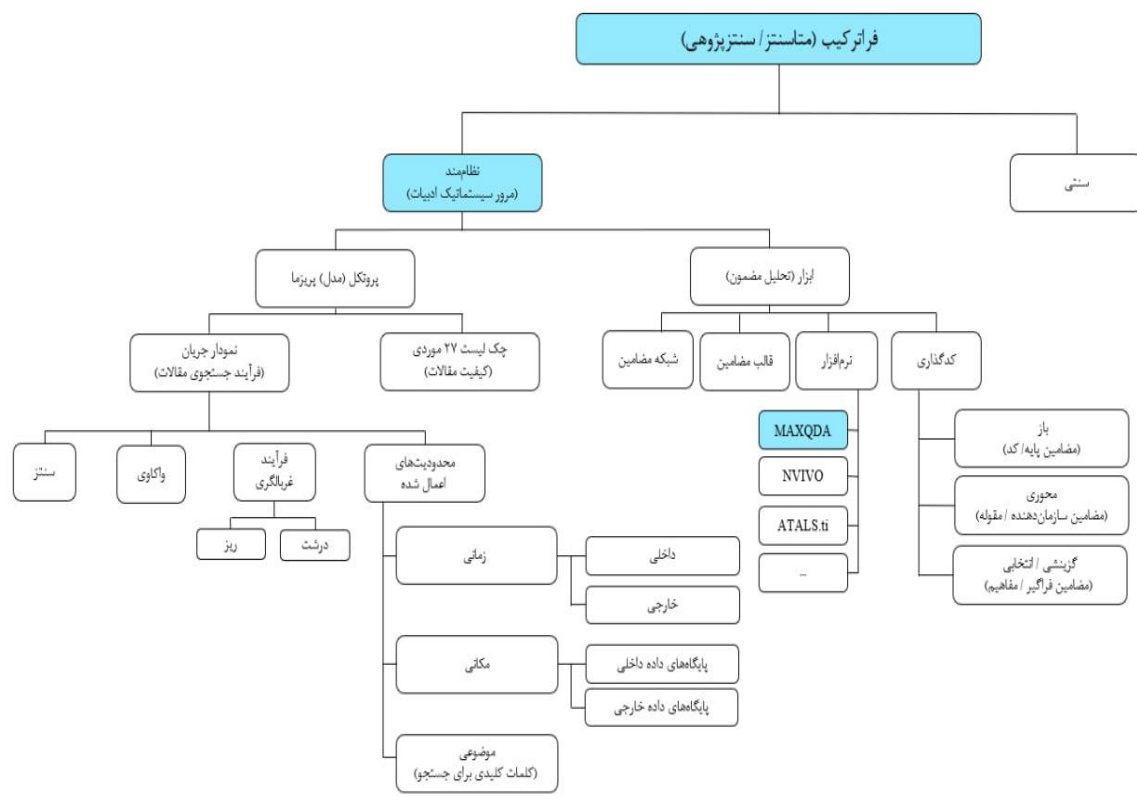 فراترکیب (متاسنتز/ سنتزپژوهی)
سنتی
نظام‌مند
(مرور سیستماتیک ادبیات)
ابزار (تحلیل مضمون)
پروتکل (مدل) پریزما
کدگذاری
نرم‌افزار
قالب مضامین
شبکه مضامین
چک لیست ۲۷ موردی
(کیفیت مقالات)
نمودار جریان
(فرآیند جستجوی مقالات)
باز
(مضامین پایه/ کد)
محوری
(مضامین سازمان‌دهنده / مقوله)
گزینشی / انتخابی
(مضامین فراگیر / مفاهیم)
MAXQDA
NVIVO
ATALS.ti
...
محدودیت‌های
اعمال شده
فرآیند
غربالگری
واکاوی
سنتز
درشت
ریز
زمانی
داخلی
خارجی
مکانی
پایگاه‌های داده داخلی
پایگاه‌های داده خارجی
موضوعی
(کلمات کلیدی برای جستجو)